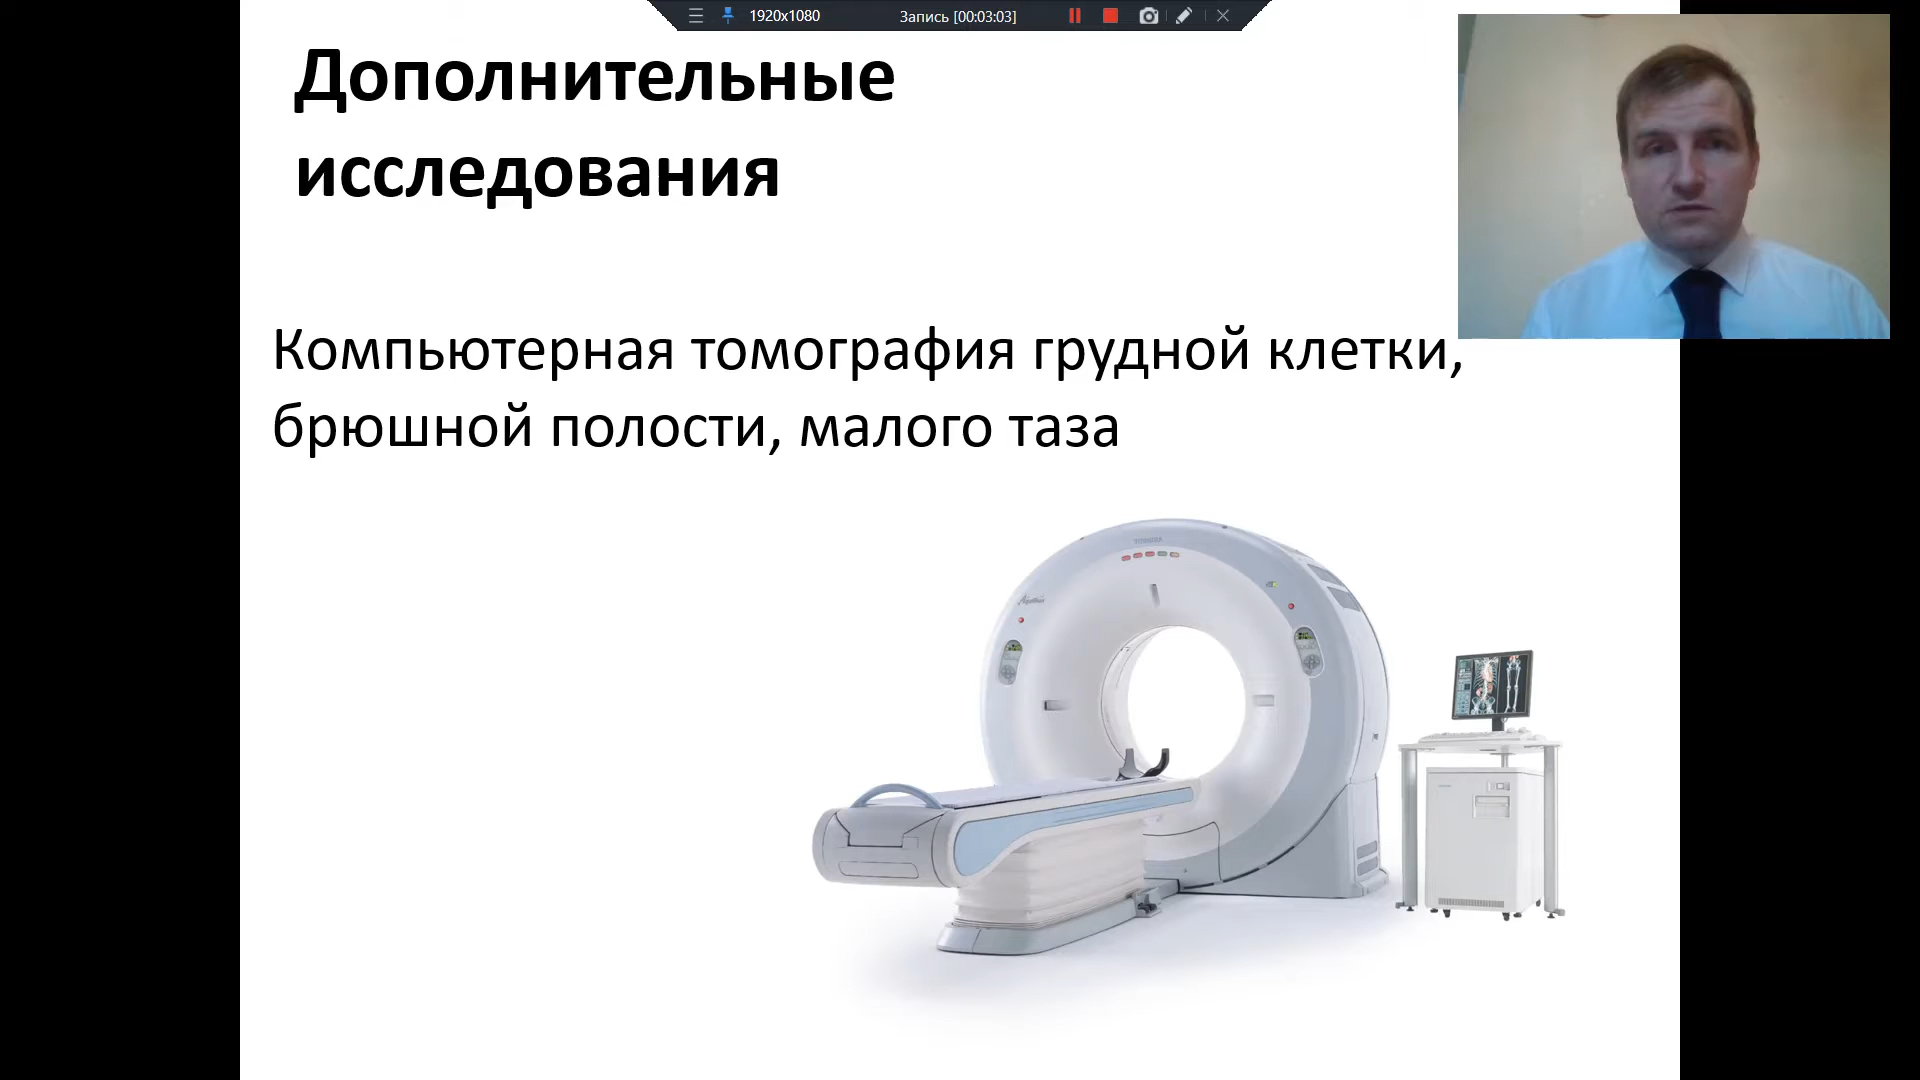 1920x1080
Запись [00:03:03]
Дополнительные
исследования
Компьютерная томография грудной клетки,
брюшной полости, малого таза